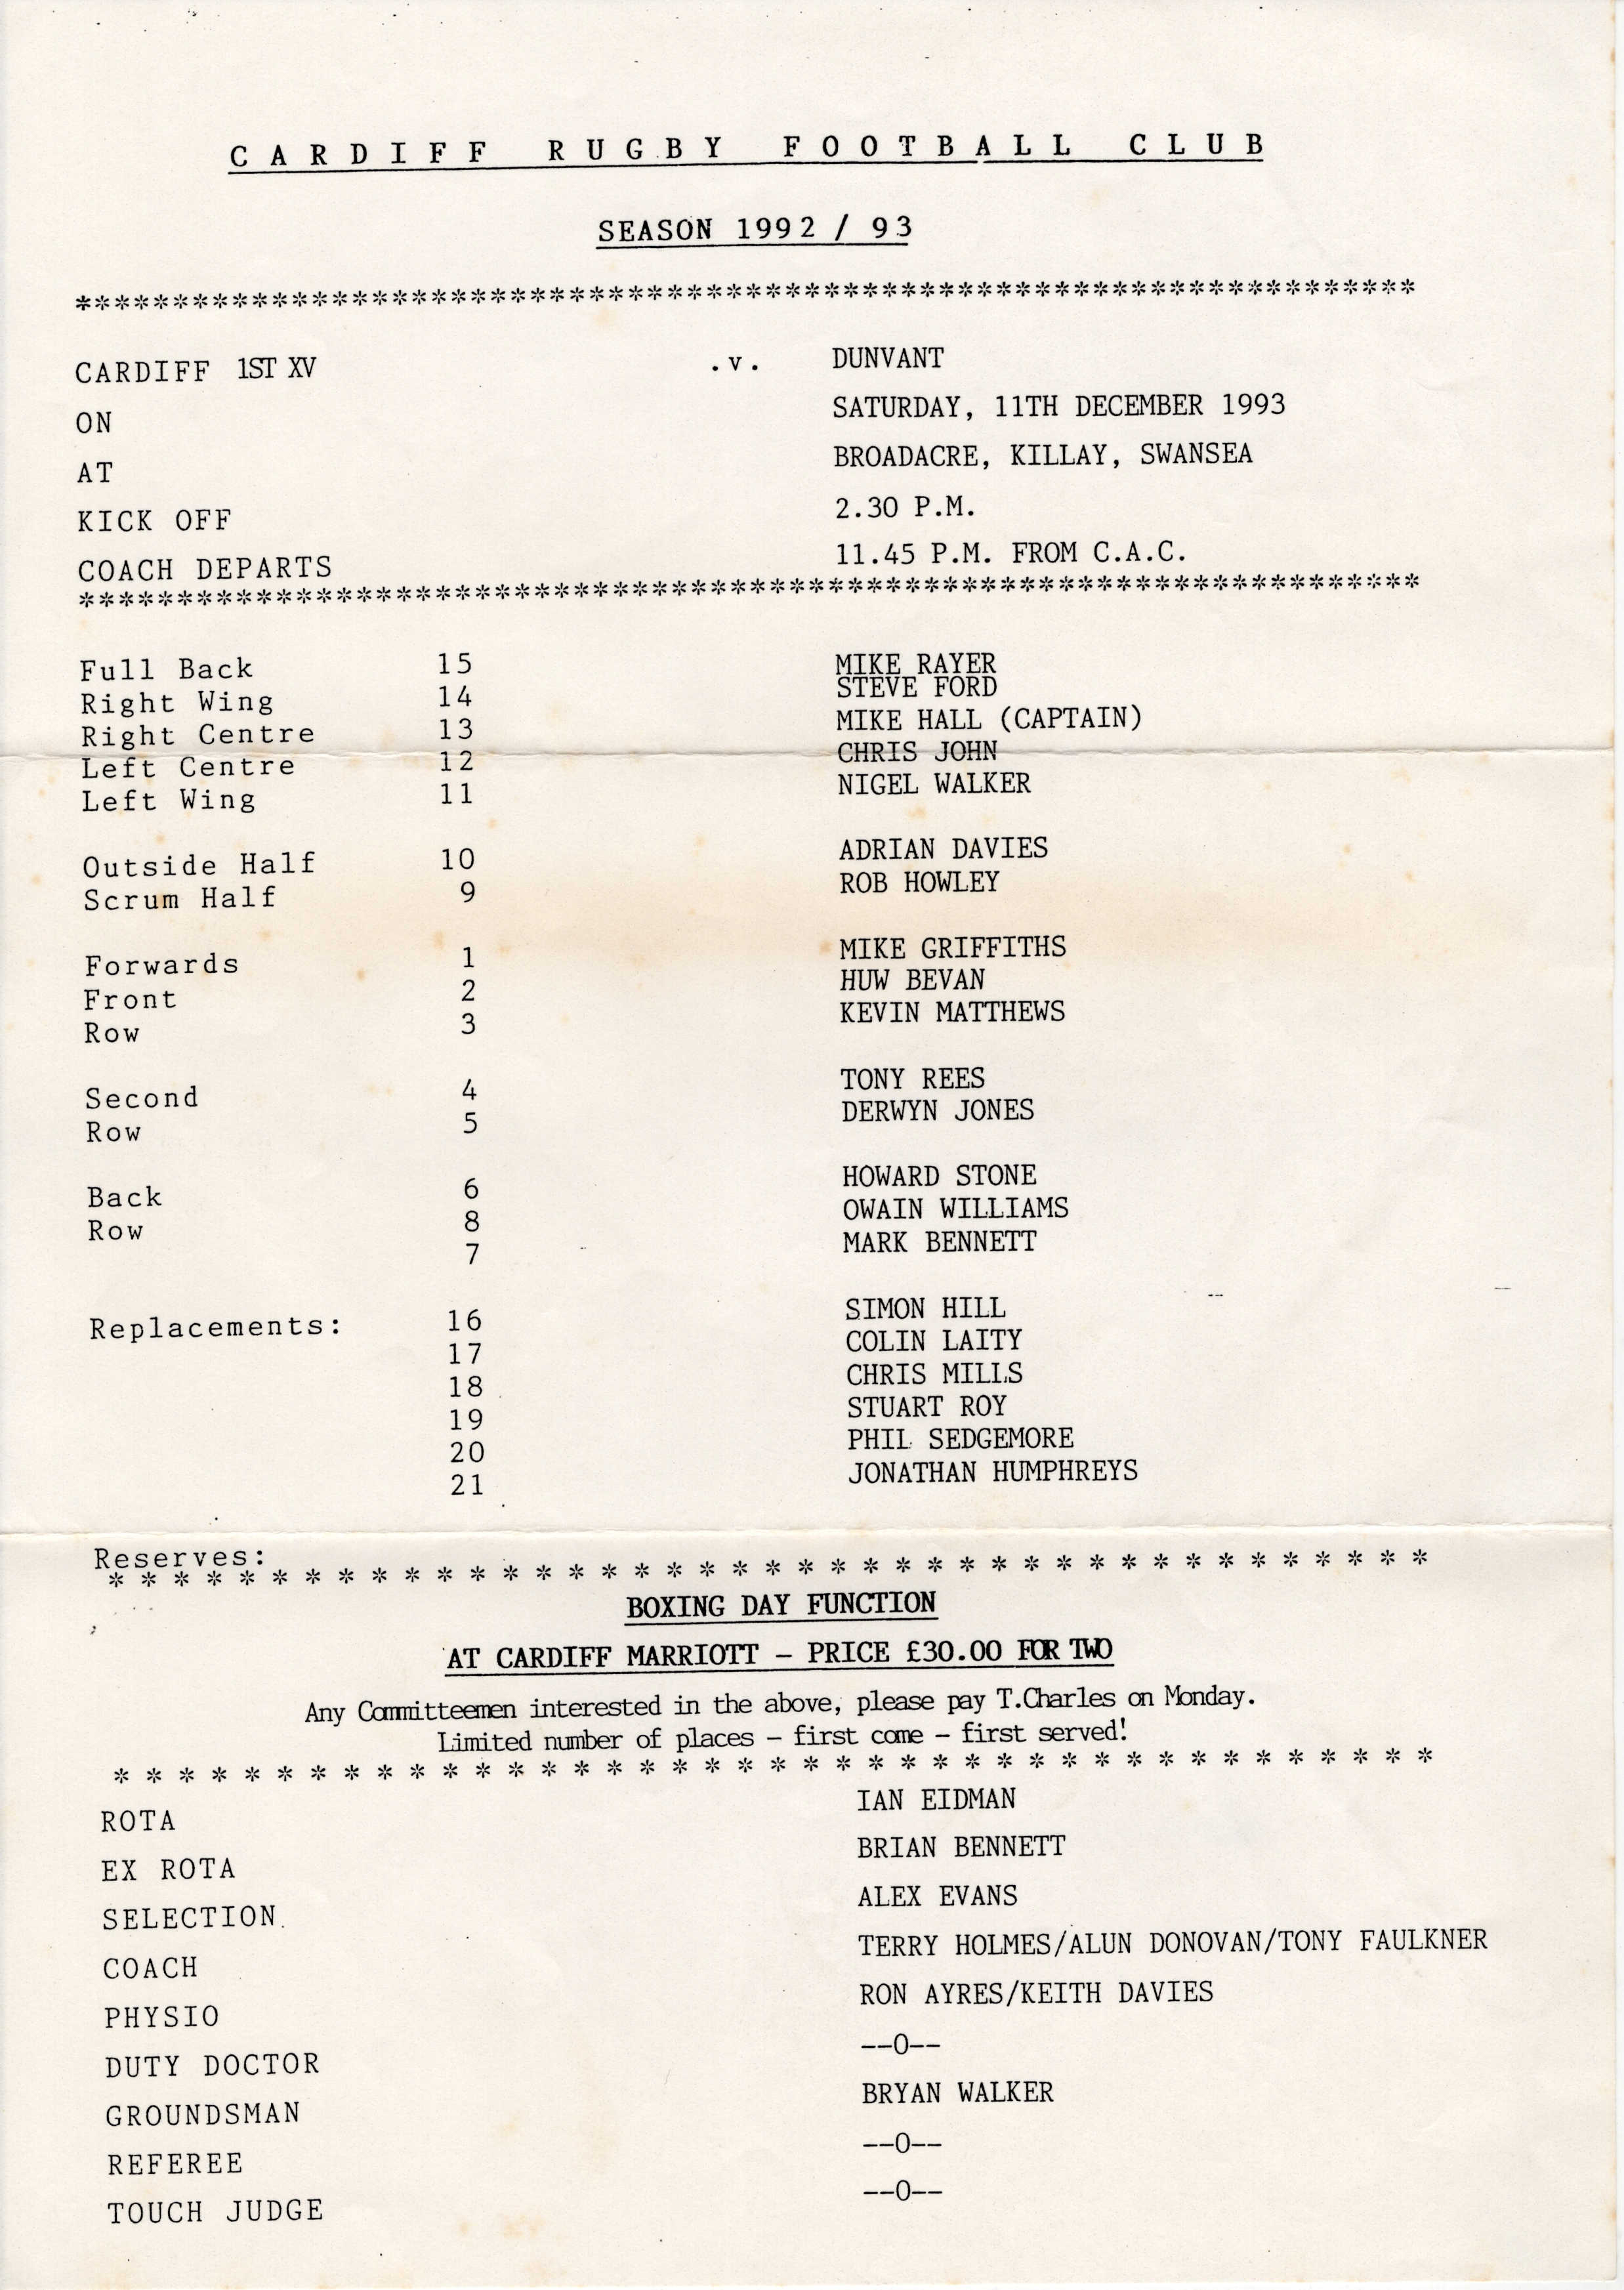 CARDIFF RUGBY FOOTBALL CLUB
SEASON 1992 / 93
********************************************************************
CARDIFF 1ST XV .v. DUNVANT
ON SATURDAY, 11TH DECEMBER 1993
AT BROADACRE, KILLAY, SWANSEA
KICK OFF 2.30 P.M.
COACH DEPARTS 11.45 P.M. FROM C.A.C.
********************************************************************
Full Back 15 MIKE RAYER
Right Wing 14 STEVE FORD
Right Centre 13 MIKE HALL (CAPTAIN)
Left Centre 12 CHRIS JOHN
Left Wing 11 NIGEL WALKER
Outside Half 10 ADRIAN DAVIES
Scrum Half 9 ROB HOWLEY
Forwards 1 MIKE GRIFFITHS
Front 2 HUW BEVAN
Row 3 KEVIN MATTHEWS
Second 4 TONY REES
Row 5 DERWYN JONES
Back 6 HOWARD STONE
Row 8 OWAIN WILLIAMS
7 MARK BENNETT
Replacements: 16 SIMON HILL
17 COLIN LAITY
18 CHRIS MILLS
19 STUART ROY
20 PHIL SEDGEMORE
21 JONATHAN HUMPHREYS
Reserves:
* * * * * * * * * * * * * * * * * * * * * * * * * * * * * * * * * * * * * * * * *
BOXING DAY FUNCTION
AT CARDIFF MARRIOTT - PRICE £30.00 FOR TWO
Any Committeemen interested in the above, please pay T.Charles on Monday.
Limited number of places - first come - first served!
* * * * * * * * * * * * * * * * * * * * * * * * * * * * * * * * * * * * * * * * *
ROTA IAN EIDMAN
EX ROTA BRIAN BENNETT
SELECTION ALEX EVANS
COACH TERRY HOLMES/ALUN DONOVAN/TONY FAULKNER
PHYSIO RON AYRES/KEITH DAVIES
DUTY DOCTOR --0--
GROUNDSMAN BRYAN WALKER
REFEREE --0--
TOUCH JUDGE --0--